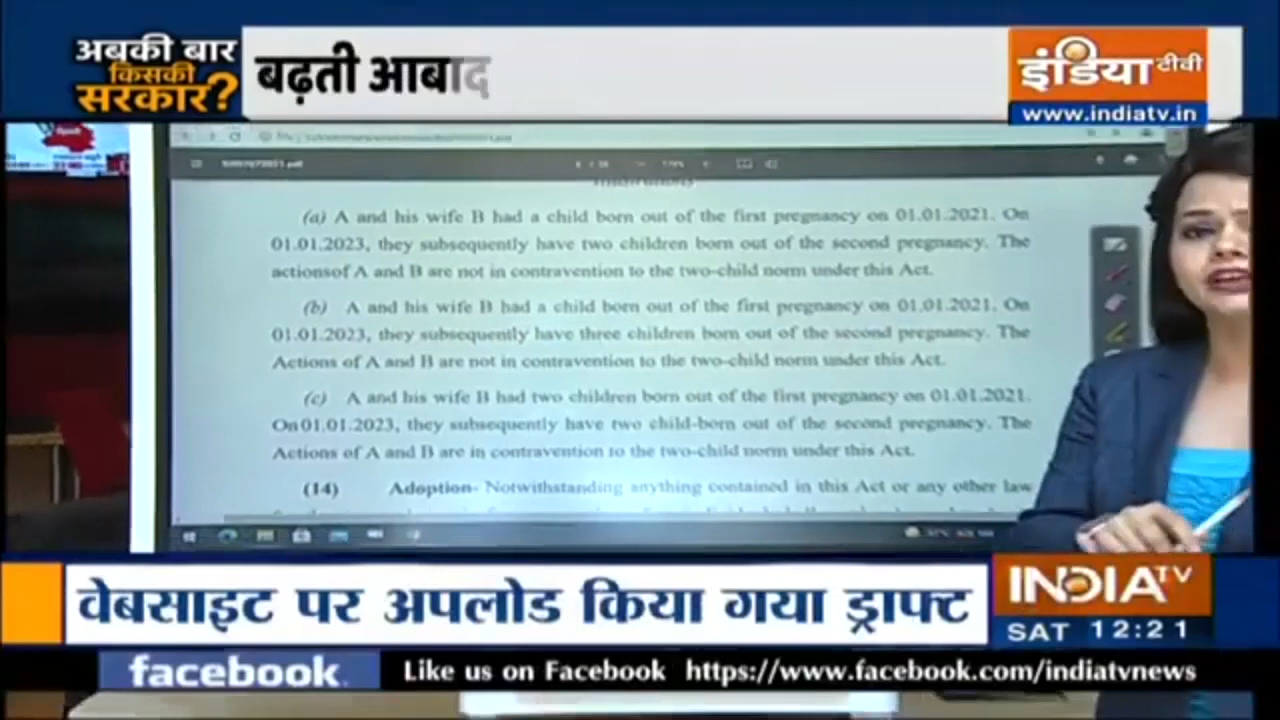 अबकी बार
किसकी
सरकार?
बढ़ती आबाद
इंडिया टीवी
www.indiatv.in
(a) A and his wife B had a child born out of the first pregnancy on 01.01.2021. On
01.01.2023, they subsequently have two children born out of the second pregnancy. The
actionsof A and B are not in contravention to the two-child norm under this Act.
(b) A and his wife B had a child born out of the first pregnancy on 01.01.2021. On
01.01.2023, they subsequently have three children born out of the second pregnancy. The
Actions of A and B are not in contravention to the two-child norm under this Act.
(c) A and his wife B had two children born out of the first pregnancy on 01.01.2021.
On01.01.2023, they subsequently have two child-born out of the second pregnancy. The
Actions of A and B are in contravention to the two-child norm under this Act.
(14) Adoption- Notwithstanding anything contained in this Act or any other law
वेबसाइट पर अपलोड किया गया ड्राफ्ट
INDIA TV
SAT 12:21
facebook
Like us on Facebook https://www.facebook.com/indiatvnews